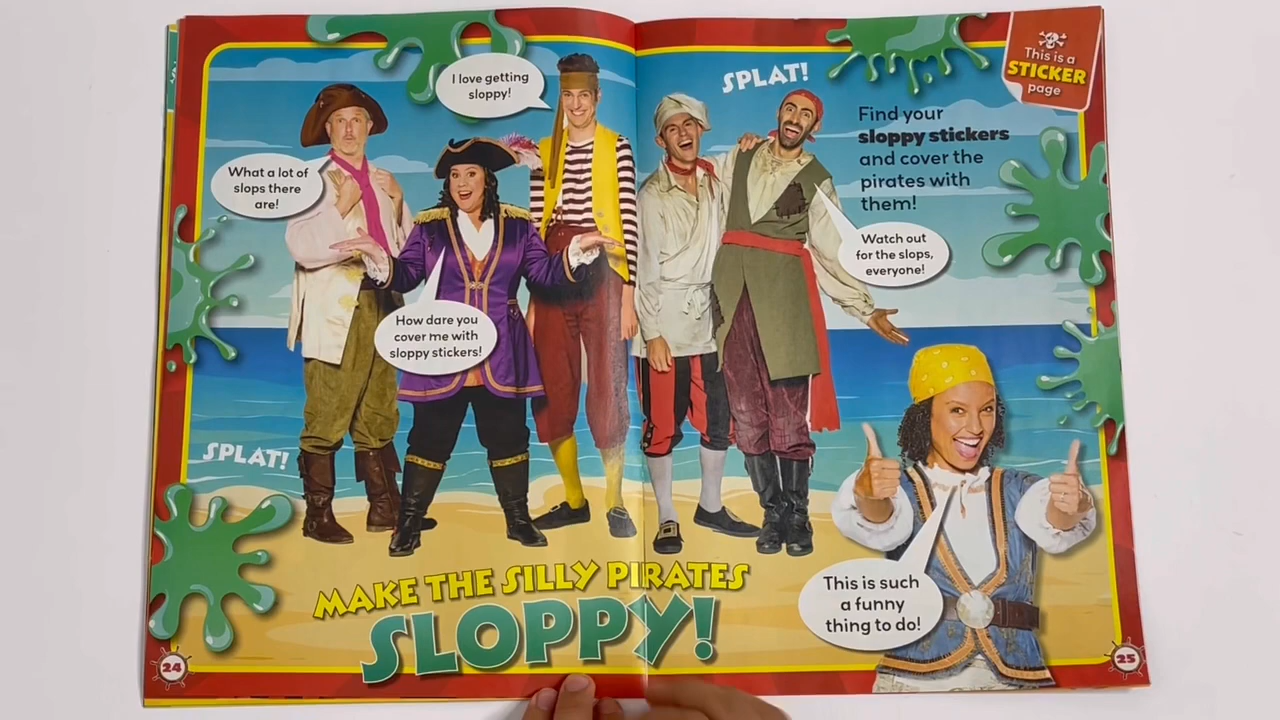 I love getting
sloppy!
What a lot of
slops there
are!
How dare you
cover me with
sloppy stickers!
SPLAT!
SPLAT!
This is a
STICKER
page
Find your
sloppy stickers
and cover the
pirates with
them!
Watch out
for the slops,
everyone!
This is such
a funny
thing to do!
MAKE THE SILLY PIRATES
SLOPPY!
24
25